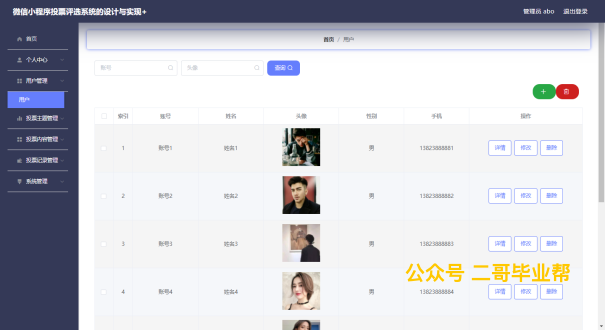 微信小程序投票评选系统的设计与实现+
管理员 abo 退出登录
首页
个人中心
用户管理
用户
投票主题管理
投票内容管理
投票记录管理
系统管理
首页 / 用户
账号 头像 查询
+
索引 账号 姓名 头像 性别 手机 操作
1 账号1 姓名1 男 13823888881 详情 修改 删除
2 账号2 姓名2 男 13823888882 详情 修改 删除
3 账号3 姓名3 男 13823888883 详情 修改 删除
4 账号4 姓名4 男 13823888884 详情 修改 删除
公众号 二哥毕业帮